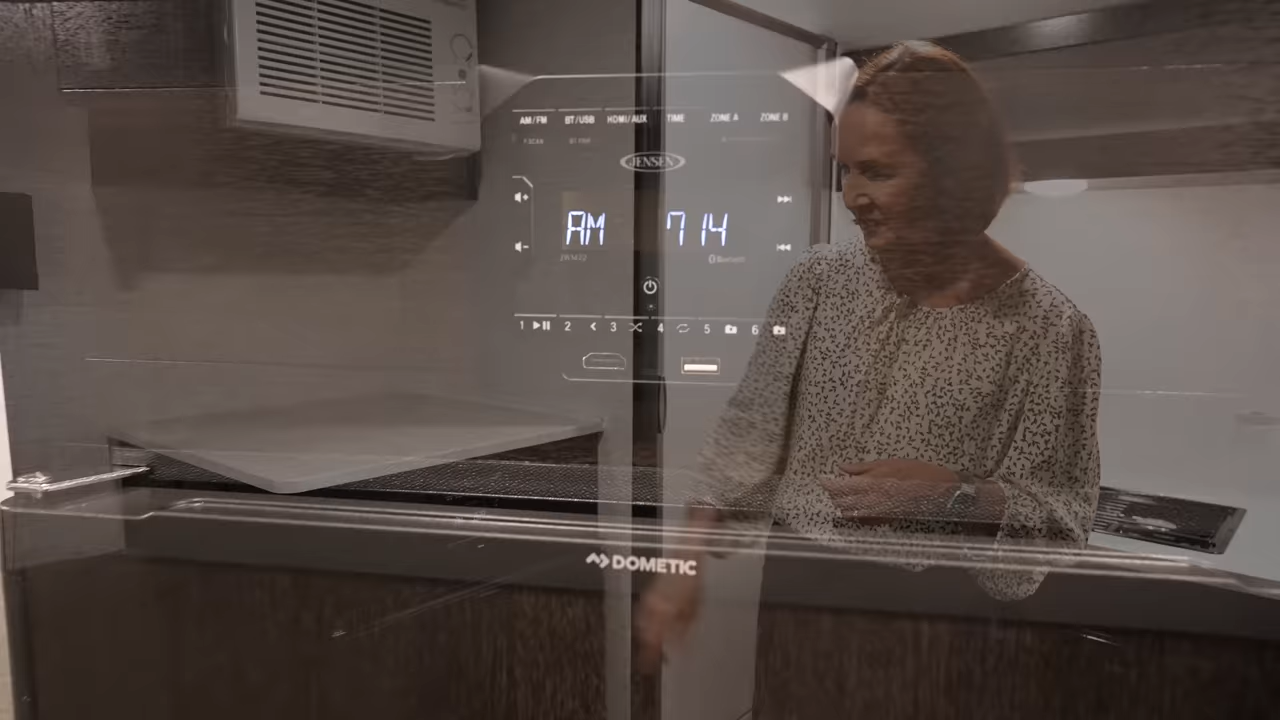 AM/FM BT/USB HDMI/AUX TIME ZONE A ZONE B
JENSEN
AM 714
Bluetooth
1 2 3 4 5 6
DOMETIC